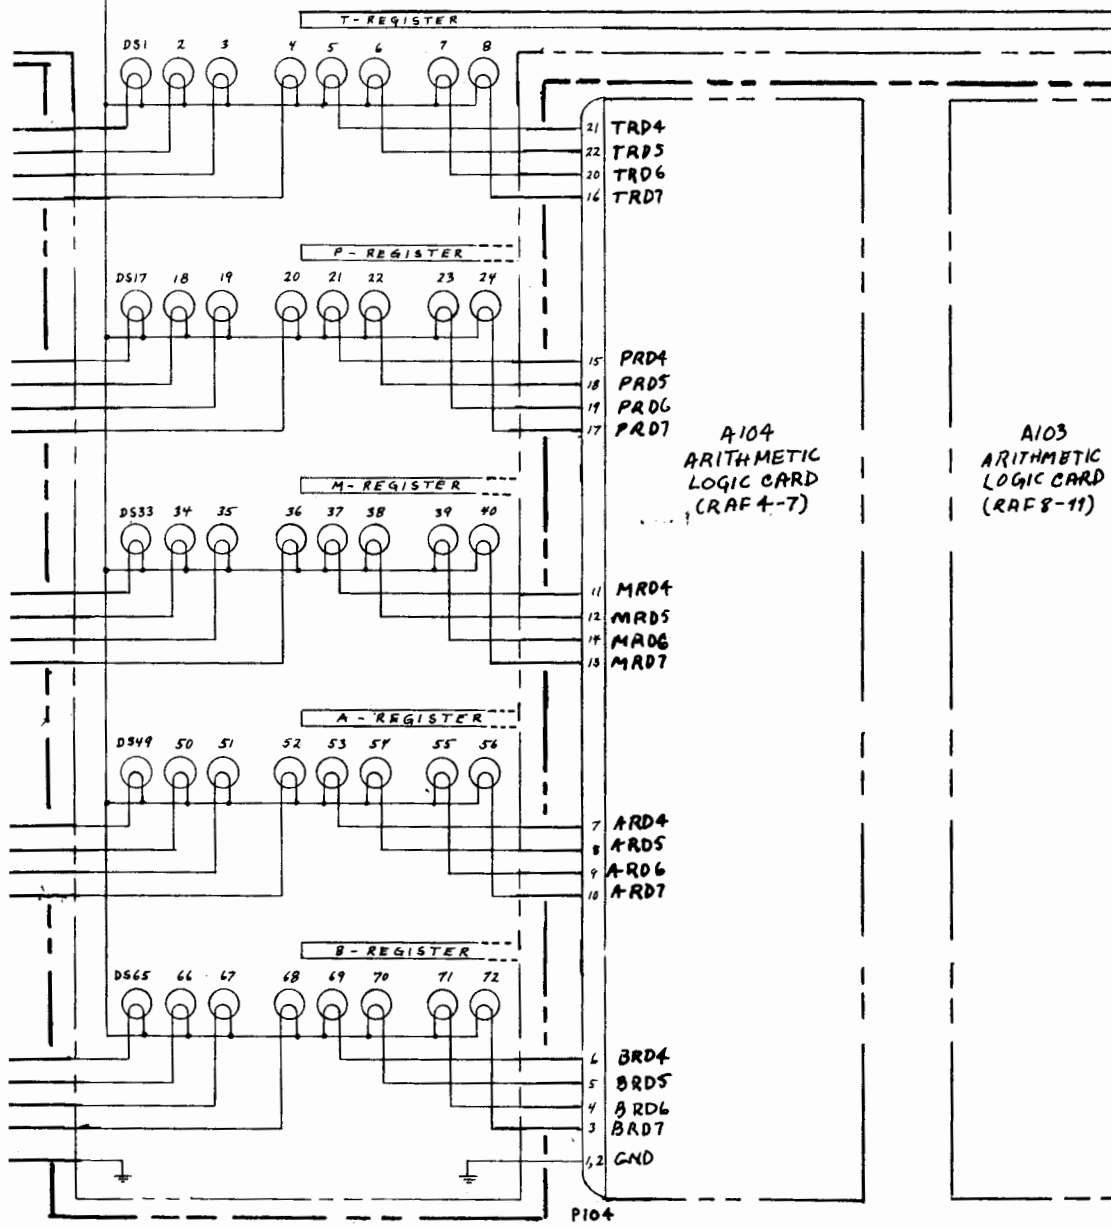 T-REGISTER
DS1 2 3 4 5 6 7 8
21 TRD4
22 TRD5
20 TRD6
16 TRD7
P-REGISTER
DS17 18 19 20 21 22 23 24
15 PRD4
18 PRD5
19 PRD6
17 PRD7
A104
ARITHMETIC
LOGIC CARD
(RAF 4-7)
A103
ARITHMETIC
LOGIC CARD
(RAF 8-11)
M-REGISTER
DS33 34 35 36 37 38 39 40
11 MRD4
12 MRD5
14 MRD6
13 MRD7
A-REGISTER
DS49 50 51 52 53 54 55 56
7 ARD4
8 ARD5
9 ARD6
10 ARD7
B-REGISTER
DS65 66 67 68 69 70 71 72
6 BRD4
5 BRD5
4 BRD6
3 BRD7
1,2 GND
P104